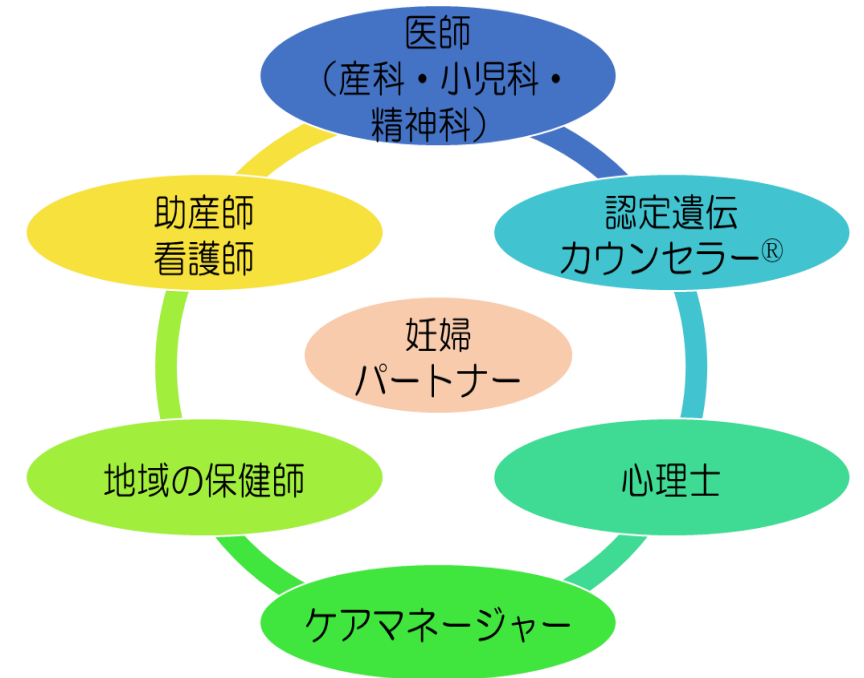 医師
（産科・小児科・
精神科）
助産師
看護師
認定遺伝
カウンセラー®
妊婦
パートナー
地域の保健師
心理士
ケアマネージャー